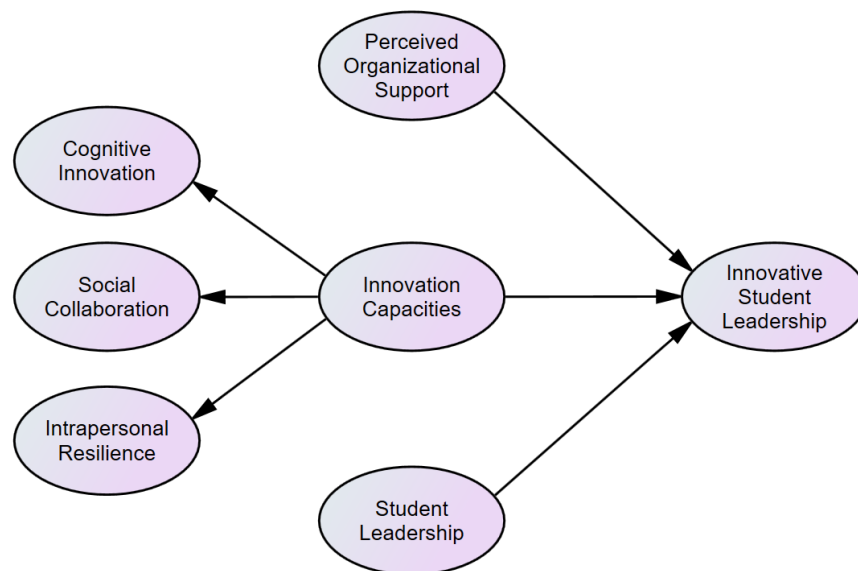 Perceived
Organizational
Support
Cognitive
Innovation
Social
Collaboration
Innovation
Capacities
Innovative
Student
Leadership
Intrapersonal
Resilience
Student
Leadership